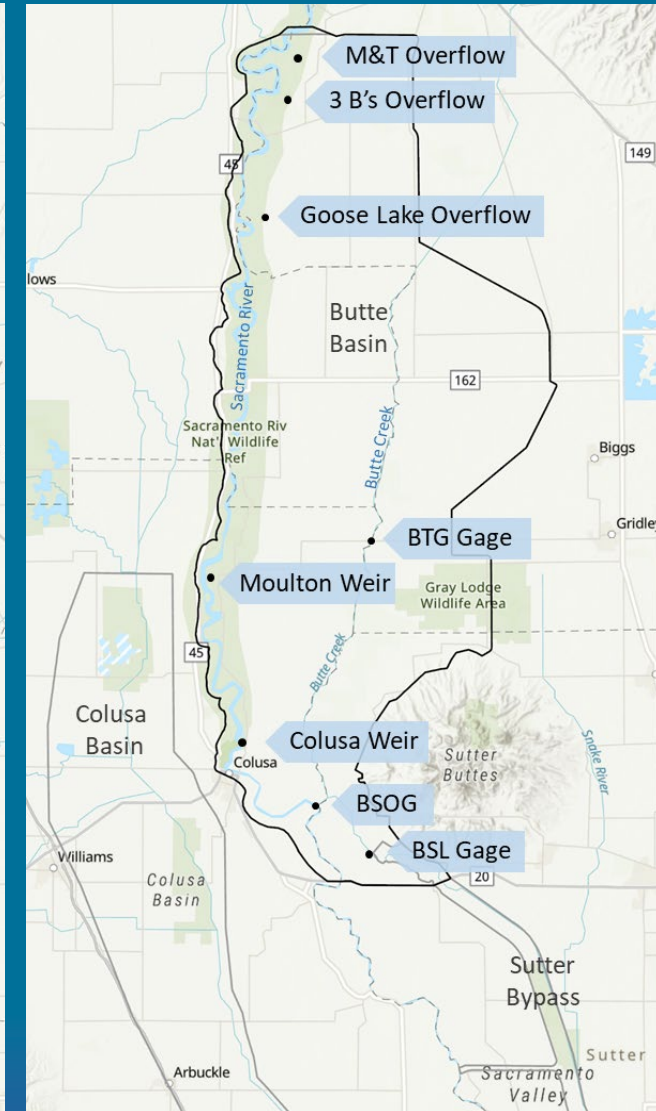 M&T Overflow
3 B's Overflow
149
45
Goose Lake Overflow
lows
Sacramento River
Butte
Basin
162
Sacramento Riv
Nat'l Wildlife
Ref
Butte Creek
Biggs
Gridley
BTG Gage
Moulton Weir
Gray Lodge
Wildlife Area
45
Butte Creek
Colusa
Basin
Colusa Weir
Colusa
Sutter
Buttes
Snake River
BSOG
Williams
BSL Gage
Colusa
Basin
20
Sutter
Bypass
Sutter
Arbuckle
Sacramento
Valley